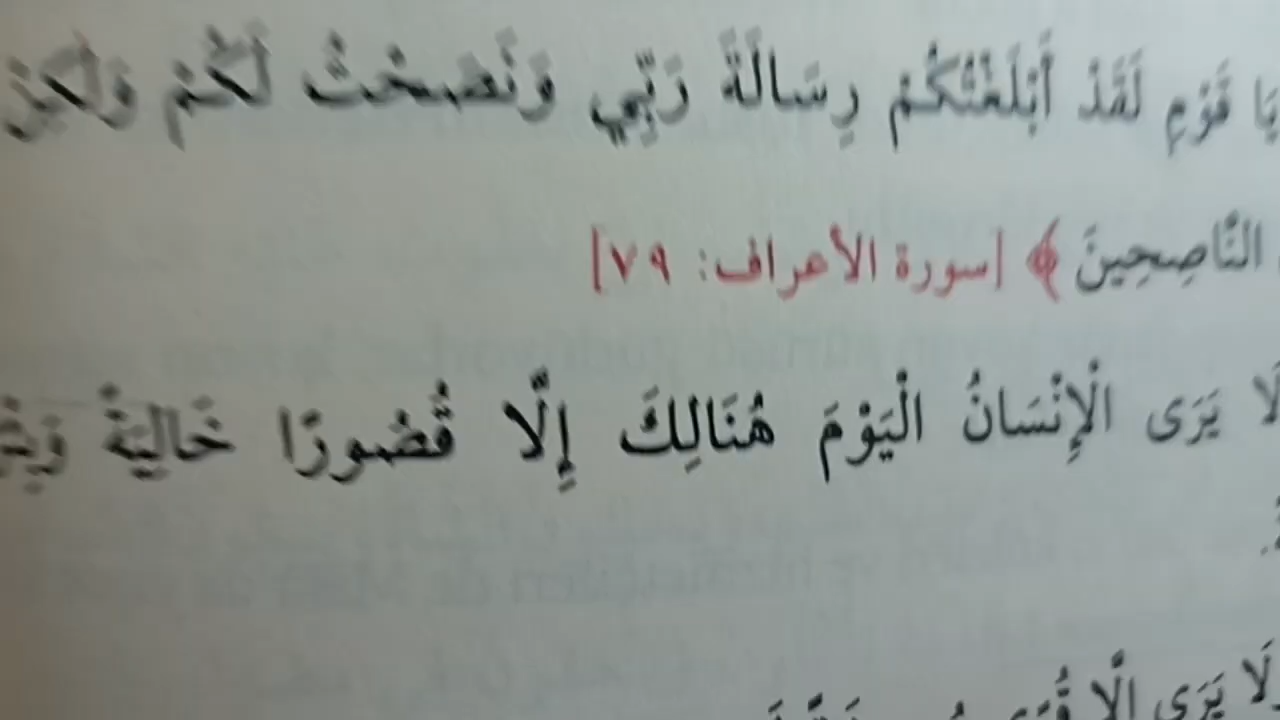 يَا قَوْمِ لَقَدْ أَبْلَغْتُكُمْ رِسَالَةَ رَبِّي وَنَصَحْتُ لَكُمْ وَلَكِنْ
النَّاصِحِينَ ﴾ [سورة الأعراف: ٧٩]
لَا يَرَى الْإِنْسَانُ الْيَوْمَ هُنَالِكَ إِلَّا قُصُورًا خَالِيَةً
لَا يَرَى إِلَّا